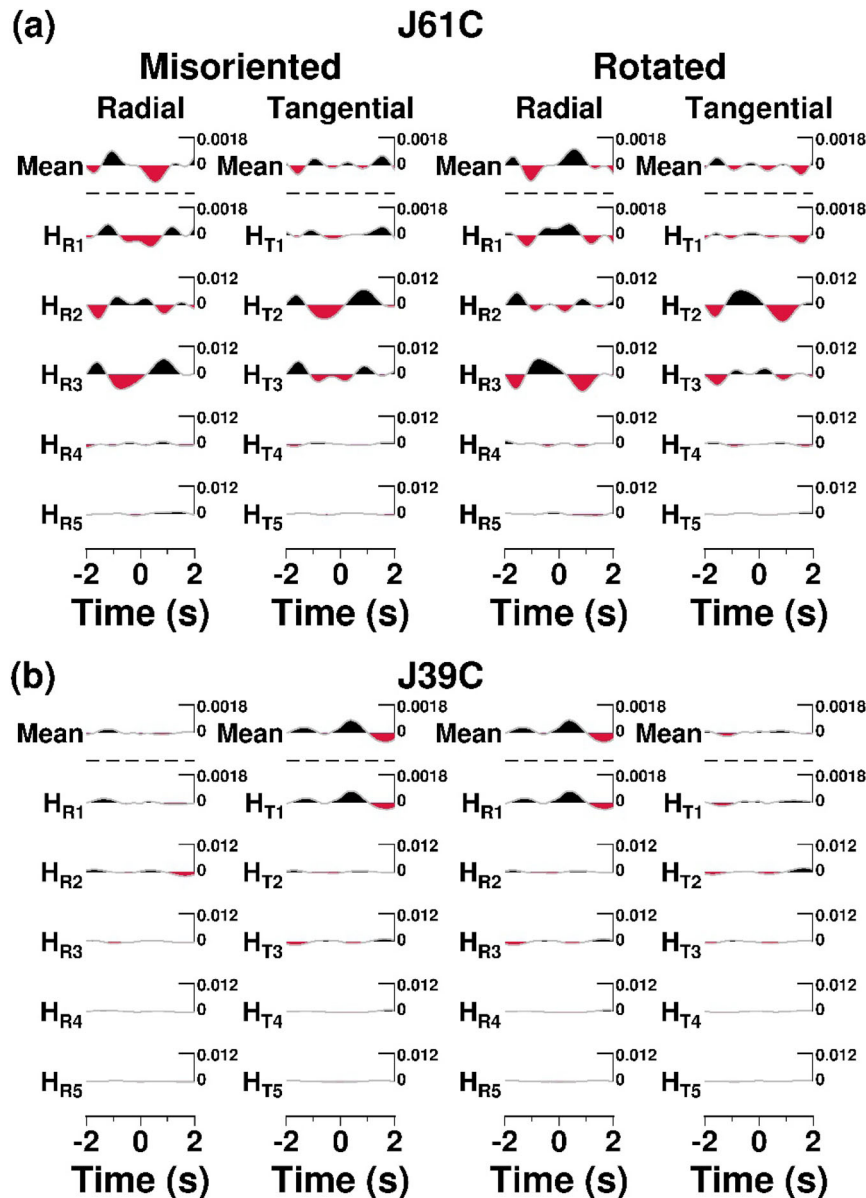 (a) J61C
Misoriented Rotated
Radial Tangential Radial Tangential
Mean 0.0018 0 Mean 0.0018 0 Mean 0.0018 0 Mean 0.0018 0
HR1 0.0018 0 HT1 0.0018 0 HR1 0.0018 0 HT1 0.0018 0
HR2 0.012 0 HT2 0.012 0 HR2 0.012 0 HT2 0.012 0
HR3 0.012 0 HT3 0.012 0 HR3 0.012 0 HT3 0.012 0
HR4 0.012 0 HT4 0.012 0 HR4 0.012 0 HT4 0.012 0
HR5 0.012 0 HT5 0.012 0 HR5 0.012 0 HT5 0.012 0
-2 0 2 -2 0 2 -2 0 2 -2 0 2
Time (s) Time (s) Time (s) Time (s)
(b) J39C
Mean 0.0018 0 Mean 0.0018 0 Mean 0.0018 0 Mean 0.0018 0
HR1 0.0018 0 HT1 0.0018 0 HR1 0.0018 0 HT1 0.0018 0
HR2 0.012 0 HT2 0.012 0 HR2 0.012 0 HT2 0.012 0
HR3 0.012 0 HT3 0.012 0 HR3 0.012 0 HT3 0.012 0
HR4 0.012 0 HT4 0.012 0 HR4 0.012 0 HT4 0.012 0
HR5 0.012 0 HT5 0.012 0 HR5 0.012 0 HT5 0.012 0
-2 0 2 -2 0 2 -2 0 2 -2 0 2
Time (s) Time (s) Time (s) Time (s)